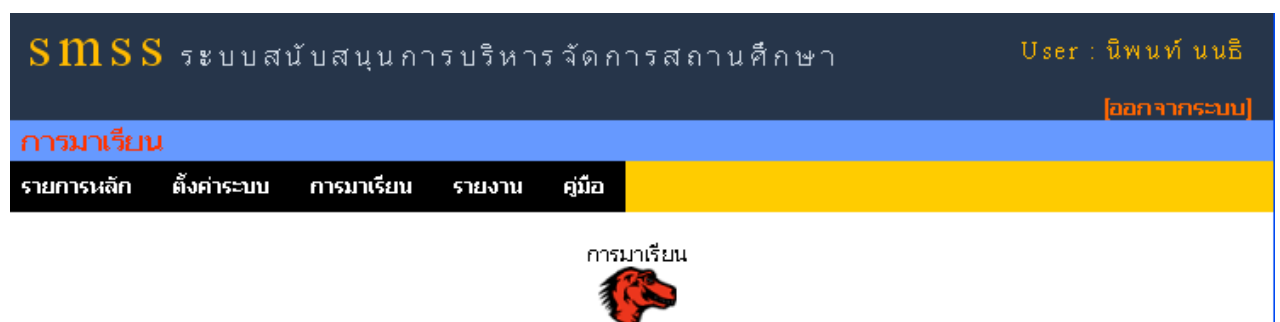 smss ระบบสนับสนุนการบริหารจัดการสถานศึกษา User : นิพนท์ นนธิ
[ออกจากระบบ]
การมาเรียน
รายการหลัก ตั้งค่าระบบ การมาเรียน รายงาน คู่มือ
การมาเรียน